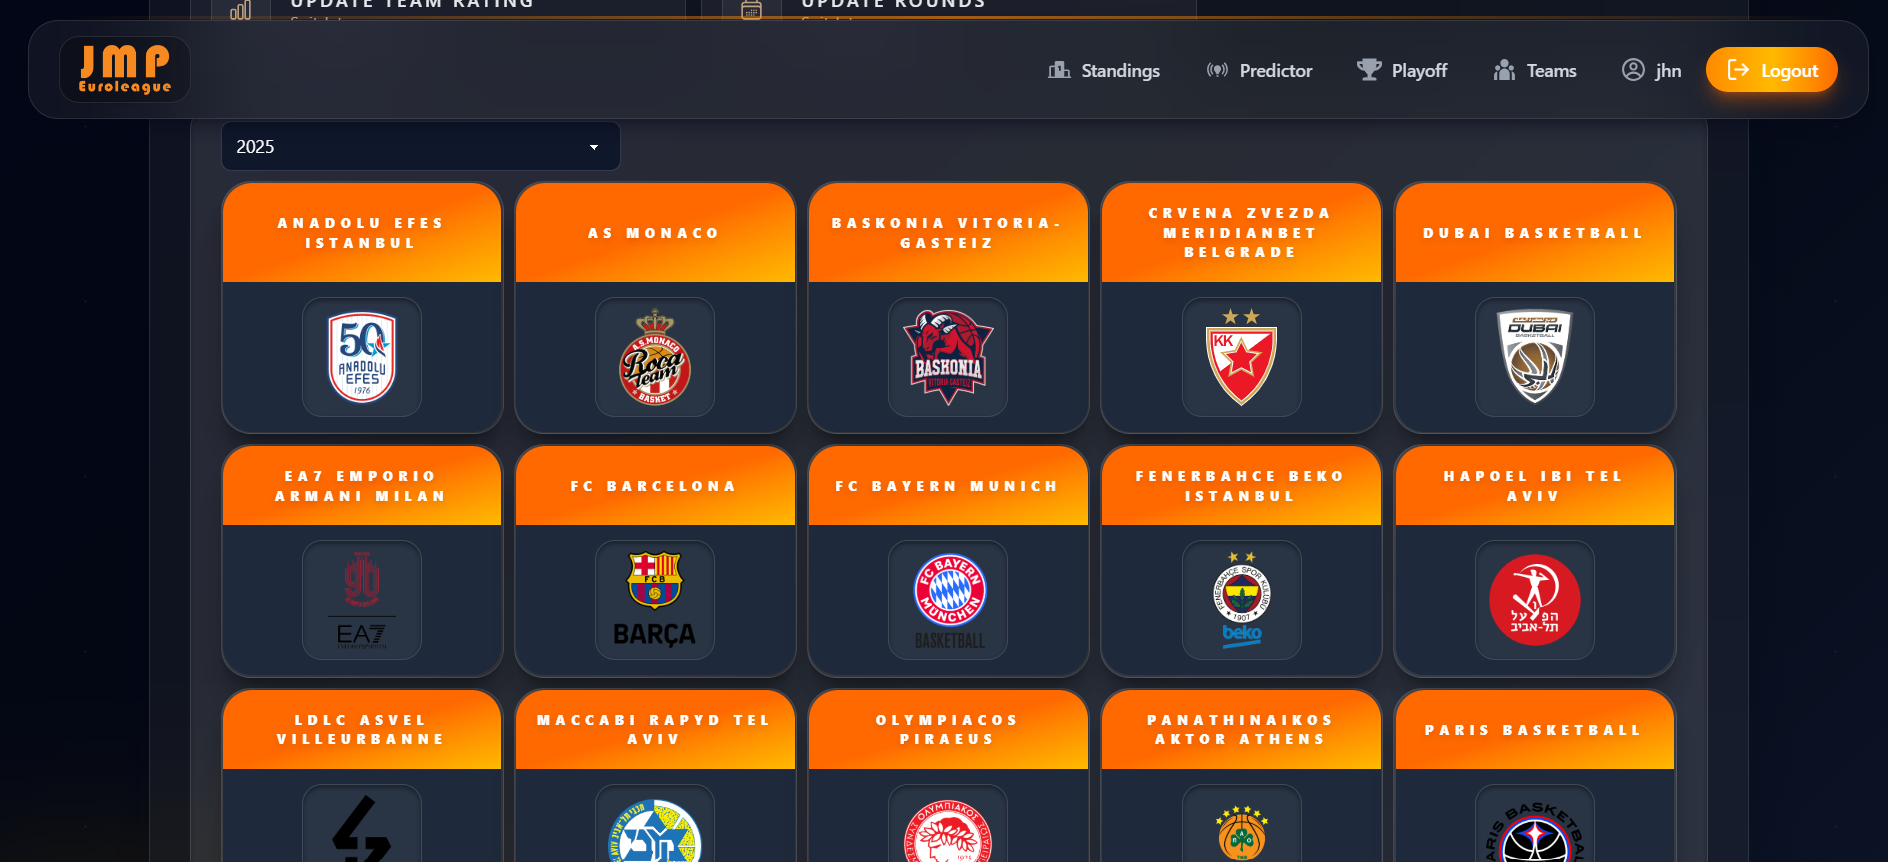 UPDATE TEAM RATING
UPDATE ROUNDS
JMP
Euroleague
Standings
Predictor
Playoff
Teams
jhn
Logout
2025
ANADOLU EFES
ISTANBUL
AS MONACO
BASKONIA VITORIA-
GASTEIZ
CRVENA ZVEZDA
MERIDIANBET
BELGRADE
DUBAI BASKETBALL
50
ANADOLU
EFES
1976
A.S.MONACO
Roca
Team
BASKET
BASKONIA
VITORIA-GASTEIZ
KK
DUBAI
BASKETBALL
EA7 EMPORIO
ARMANI MILAN
FC BARCELONA
FC BAYERN MUNICH
FENERBAHCE BEKO
ISTANBUL
HAPOEL IBI TEL
AVIV
EA7
FCB
BARÇA
FC BAYERN
MÜNCHEN
BASKETBALL
FENERBAHÇE SPOR KULÜBÜ
1907
beko
הפועל
תל-אביב
LDLC ASVEL
VILLEURBANNE
MACCABI RAPYD TEL
AVIV
OLYMPIACOS
PIRAEUS
PANATHINAIKOS
AKTOR ATHENS
PARIS BASKETBALL
ΟΛΥΜΠΙΑΚΟΣ
PARIS BASKETBALL